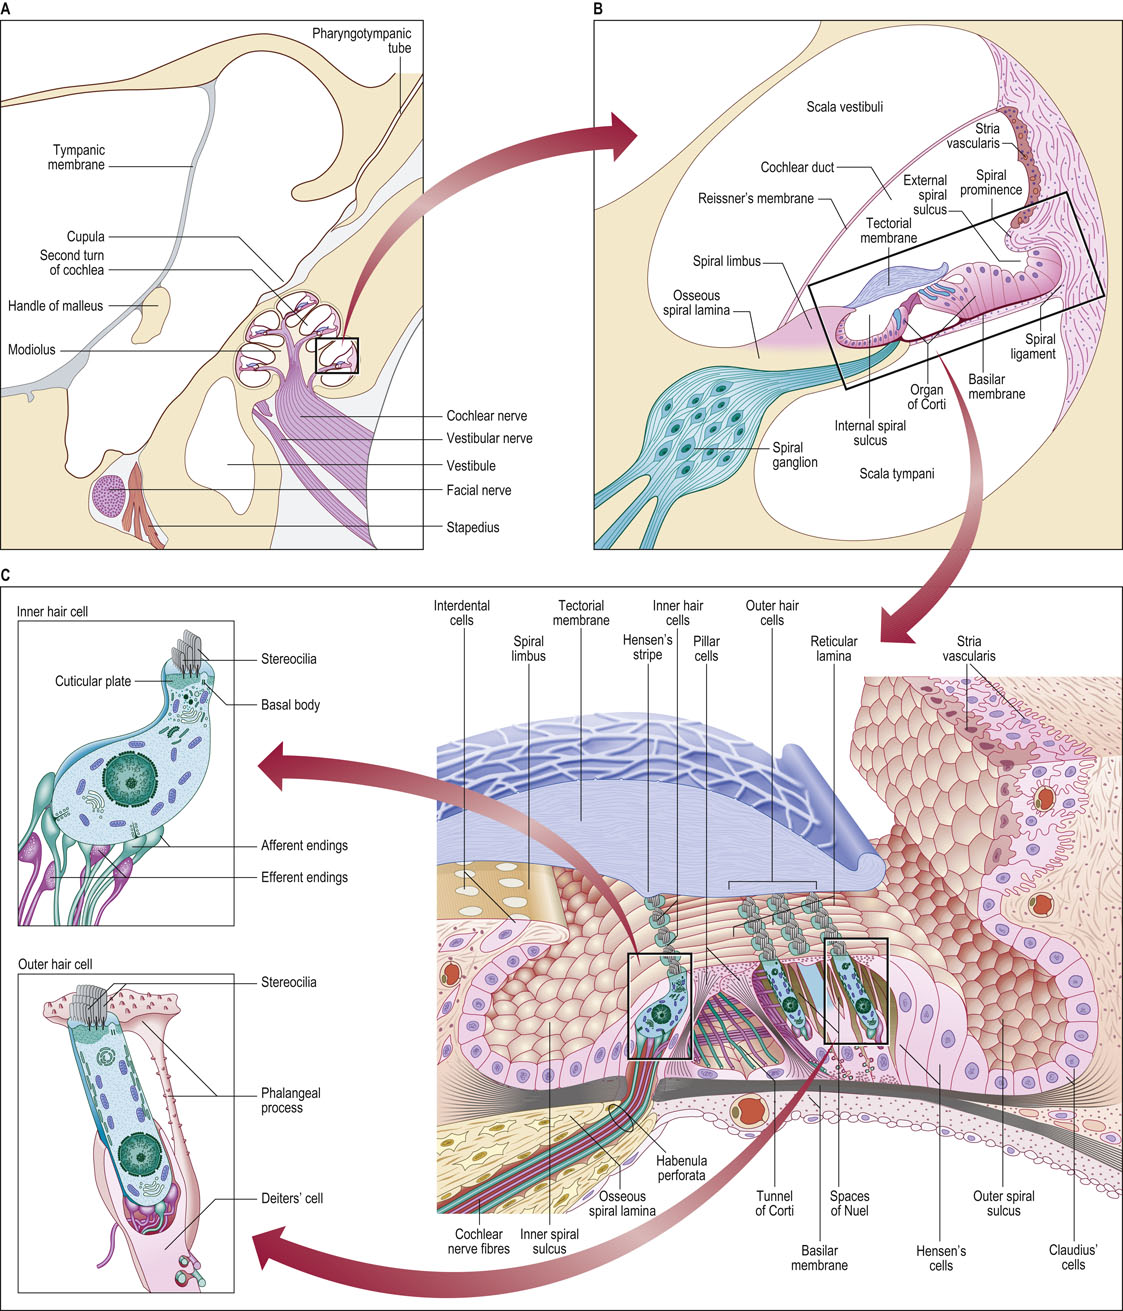 A
Pharyngotympanic
tube
Tympanic
membrane
Cupula
Second turn
of cochlea
Handle of malleus
Modiolus
Cochlear nerve
Vestibular nerve
Vestibule
Facial nerve
Stapedius
B
Scala vestibuli
Stria
vascularis
Cochlear duct
Spiral
prominence
External
spiral
sulcus
Reissner's membrane
Tectorial
membrane
Spiral limbus
Osseous
spiral lamina
Spiral
ligament
Basilar
membrane
Organ
of Corti
Internal spiral
sulcus
Spiral
ganglion
Scala tympani
C
Inner hair cell
Stereocilia
Cuticular plate
Basal body
Afferent endings
Efferent endings
Outer hair cell
Stereocilia
Phalangeal
process
Deiters' cell
Interdental
cells
Spiral
limbus
Tectorial
membrane
Hensen's
stripe
Inner hair
cells
Pillar
cells
Outer hair
cells
Reticular
lamina
Stria
vascularis
Habenula
perforata
Osseous
spiral lamina
Cochlear
nerve fibres
Inner spiral
sulcus
Tunnel
of Corti
Spaces
of Nuel
Basilar
membrane
Hensen's
cells
Outer spiral
sulcus
Claudius'
cells